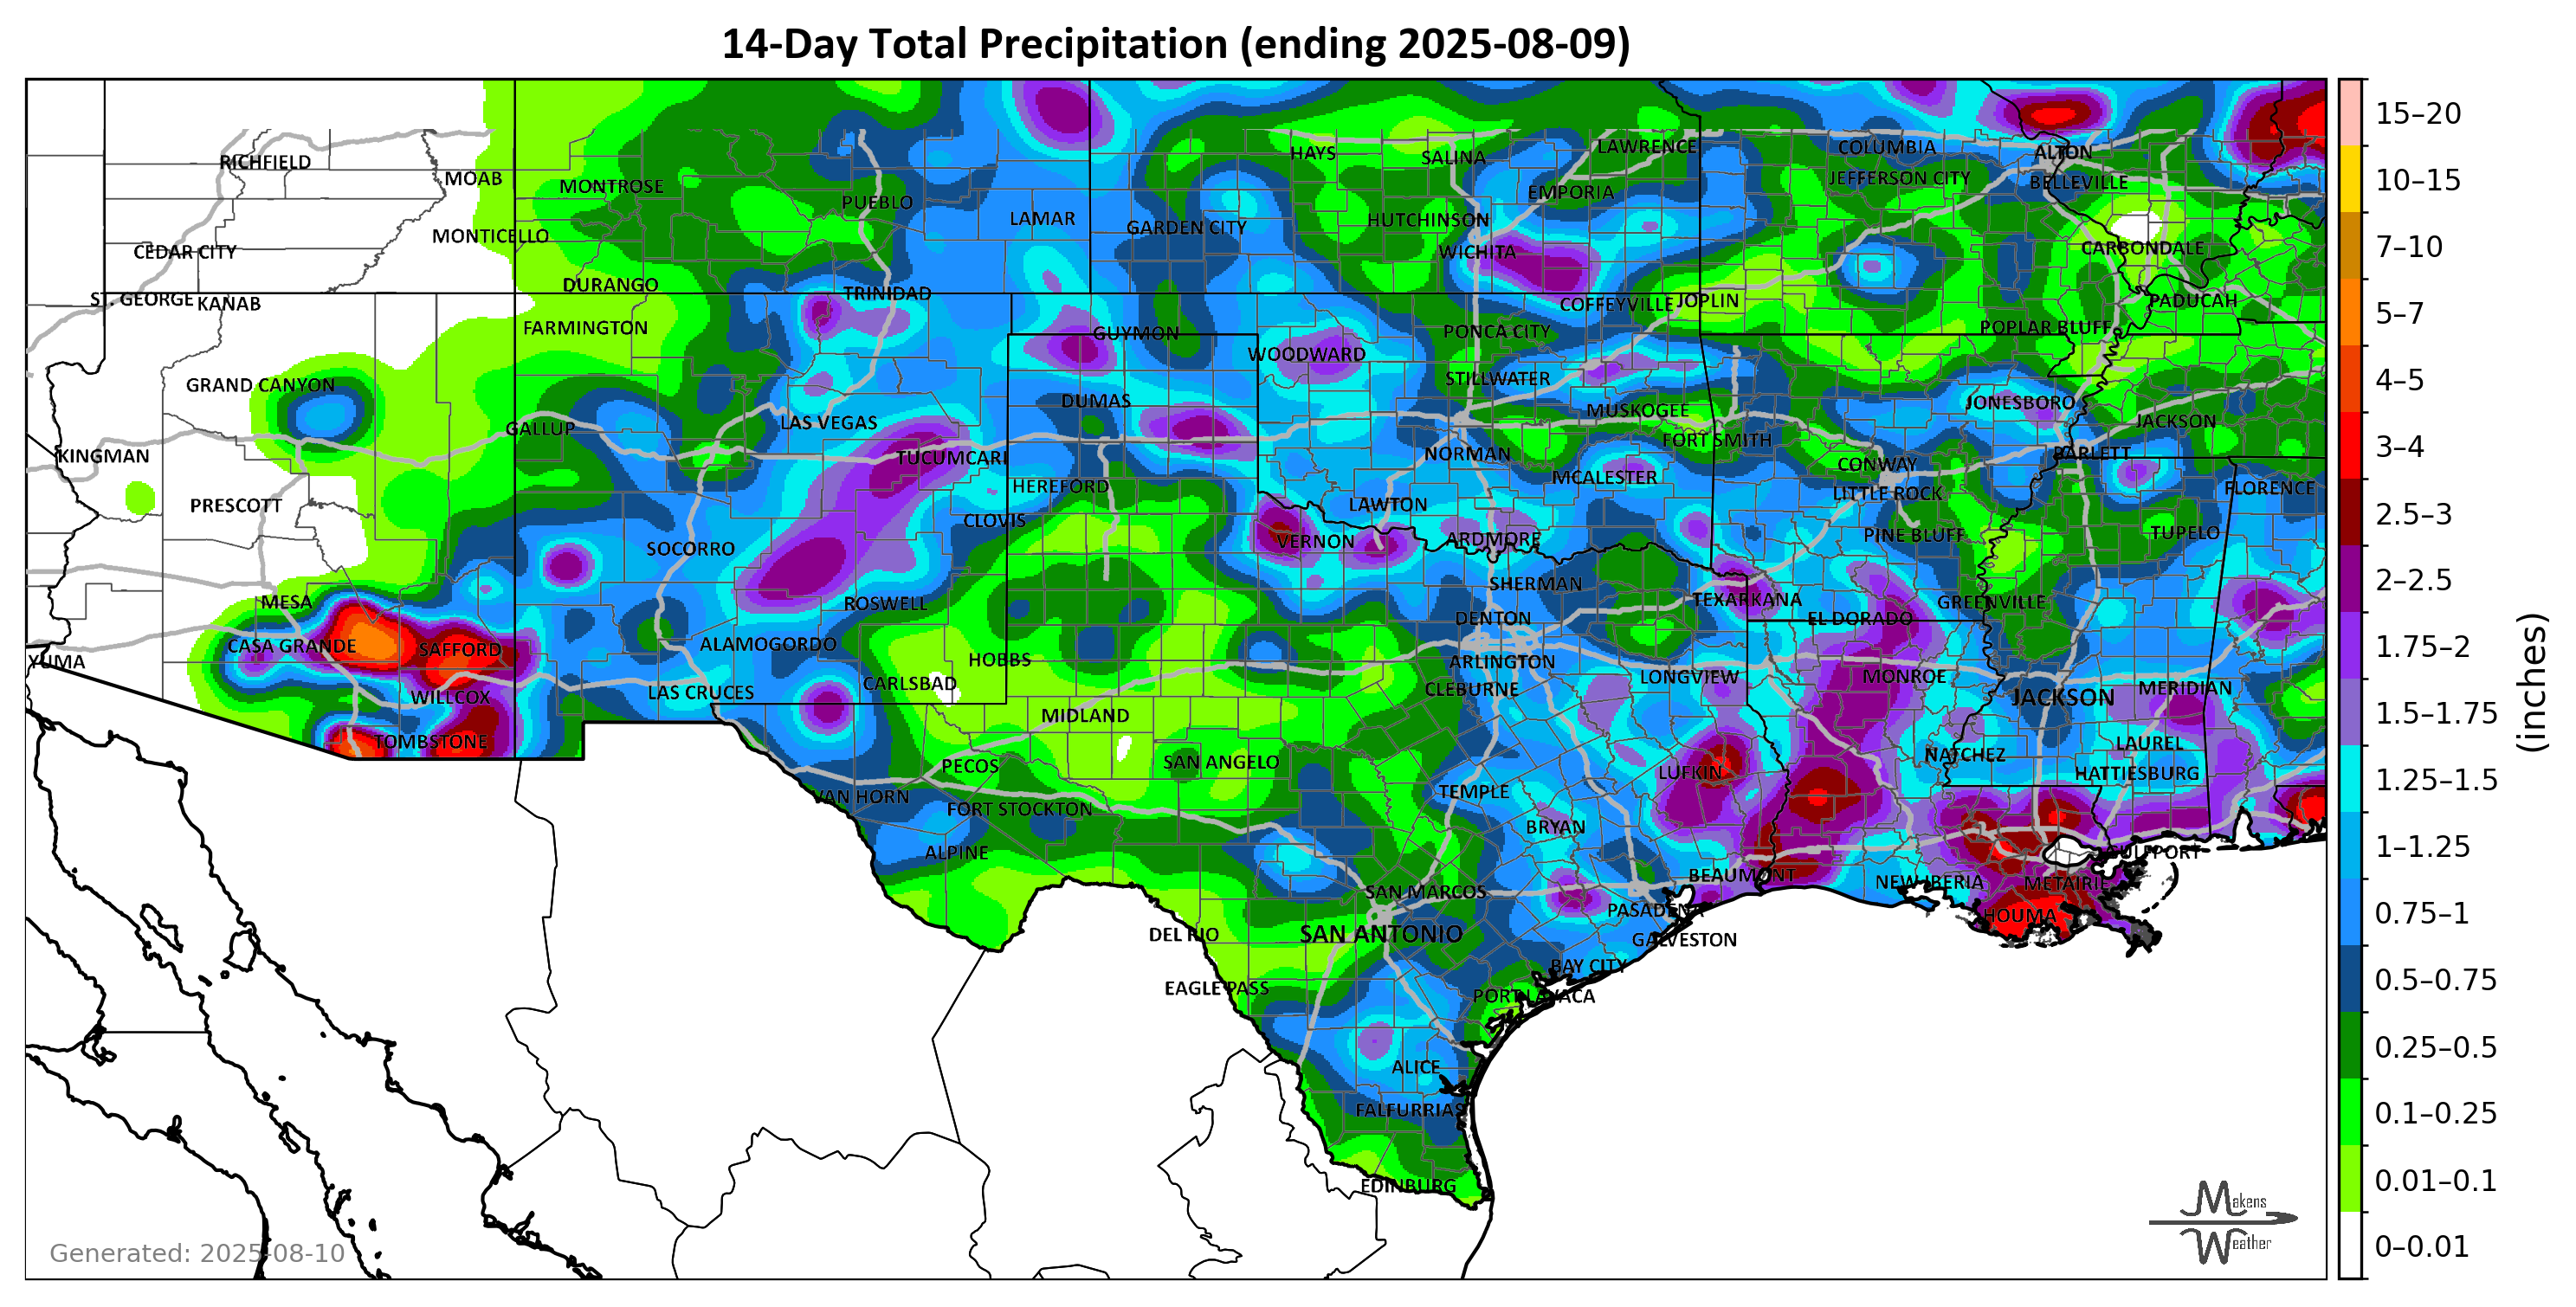 14-Day Total Precipitation (ending 2025-08-09)
RICHFIELD
MOAB
MONTROSE
PUEBLO
LAMAR
HAYS
SALINA
LAWRENCE
EMPORIA
COLUMBIA
ALTON
JEFFERSON CITY
BELLEVILLE
CEDAR CITY
MONTICELLO
GARDEN CITY
HUTCHINSON
WICHITA
CARBONDALE
ST. GEORGE
KANAB
DURANGO
TRINIDAD
COFFEYVILLE
JOPLIN
PADUCAH
FARMINGTON
GUYMON
PONCA CITY
POPLAR BLUFF
WOODWARD
GRAND CANYON
DUMAS
STILLWATER
MUSKOGEE
JONESBORO
JACKSON
GALLUP
LAS VEGAS
FORT SMITH
KINGMAN
TUCUMCARI
NORMAN
CONWAY
BARLETT
PRESCOTT
HEREFORD
LAWTON
MCALESTER
LITTLE ROCK
FLORENCE
CLOVIS
SOCORRO
VERNON
ARDMORE
PINE BLUFF
TUPELO
MESA
ROSWELL
SHERMAN
TEXARKANA
GREENVILLE
CASA GRANDE
SAFFORD
ALAMOGORDO
DENTON
EL DORADO
YUMA
HOBBS
ARLINGTON
WILLCOX
LAS CRUCES
CARLSBAD
CLEBURNE
LONGVIEW
MONROE
JACKSON
MERIDIAN
TOMBSTONE
MIDLAND
NATCHEZ
LAUREL
PECOS
SAN ANGELO
LUFKIN
HATTIESBURG
VAN HORN
FORT STOCKTON
TEMPLE
BRYAN
ALPINE
GULFPORT
SAN MARCOS
BEAUMONT
NEW IBERIA
METAIRIE
DEL RIO
SAN ANTONIO
PASADENA
HOUMA
GALVESTON
EAGLE PASS
BAY CITY
PORT LAVACA
ALICE
FALFURRIAS
EDINBURG
Generated: 2025-08-10
Makens
Weather
15–20
10–15
7–10
5–7
4–5
3–4
2.5–3
2–2.5
1.75–2
1.5–1.75
1.25–1.5
1–1.25
0.75–1
0.5–0.75
0.25–0.5
0.1–0.25
0.01–0.1
0–0.01
(inches)